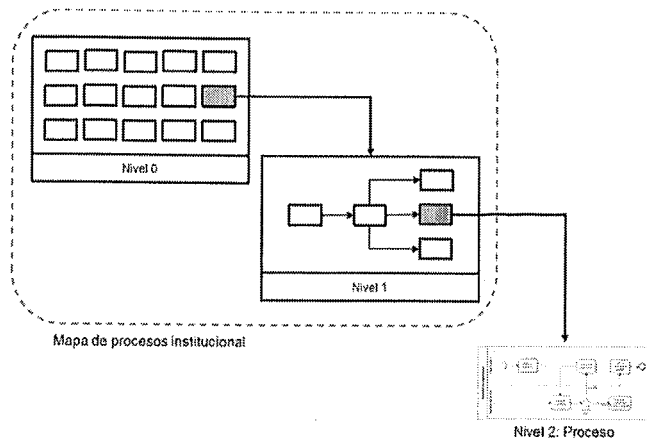 Nivel 0
Nivel 1
Mapa de procesos institucional
Nivel 2: Proceso